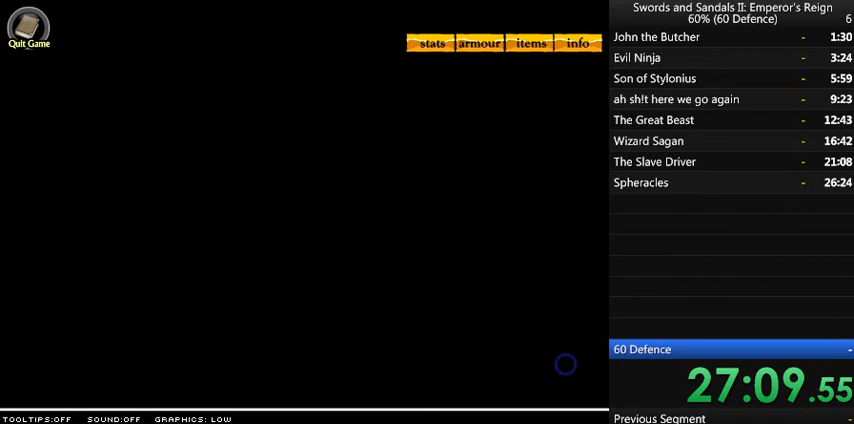 Quit Game
stats armour items info
TOOLTIPS:OFF SOUND:OFF GRAPHICS: LOW
Swords and Sandals II: Emperor's Reign
60% (60 Defence) 6
John the Butcher - 1:30
Evil Ninja - 3:24
Son of Stylonius - 5:59
ah sh!t here we go again - 9:23
The Great Beast - 12:43
Wizard Sagan - 16:42
The Slave Driver - 21:08
Spheracles - 26:24
60 Defence -
27:09.55
Previous Segment -